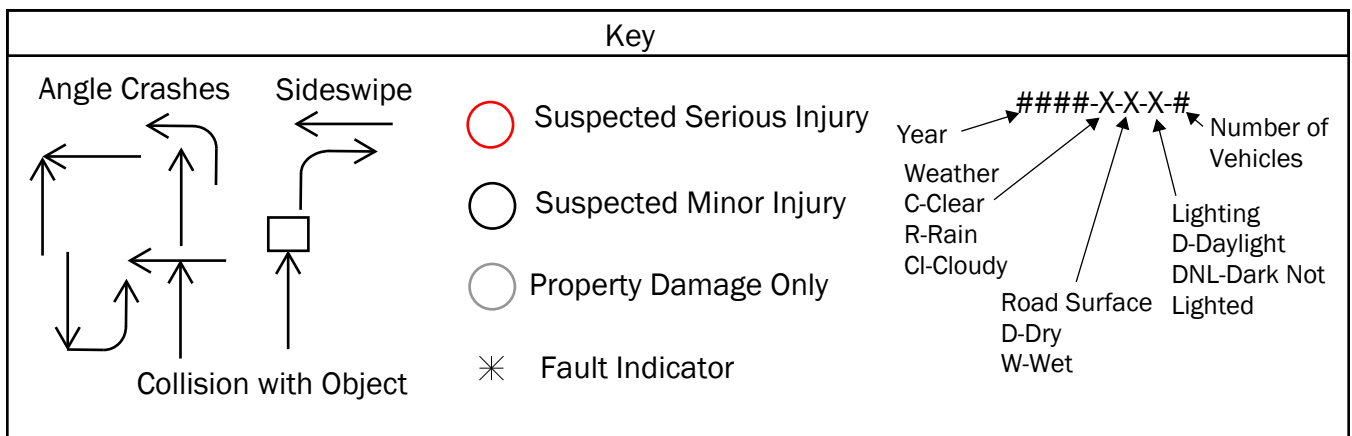 Key
Angle Crashes
Sideswipe
Collision with Object
Suspected Serious Injury
Suspected Minor Injury
Property Damage Only
Fault Indicator
####-X-X-X-#
Year
Number of
Vehicles
Weather
C-Clear
R-Rain
Cl-Cloudy
Road Surface
D-Dry
W-Wet
Lighting
D-Daylight
DNL-Dark Not
Lighted